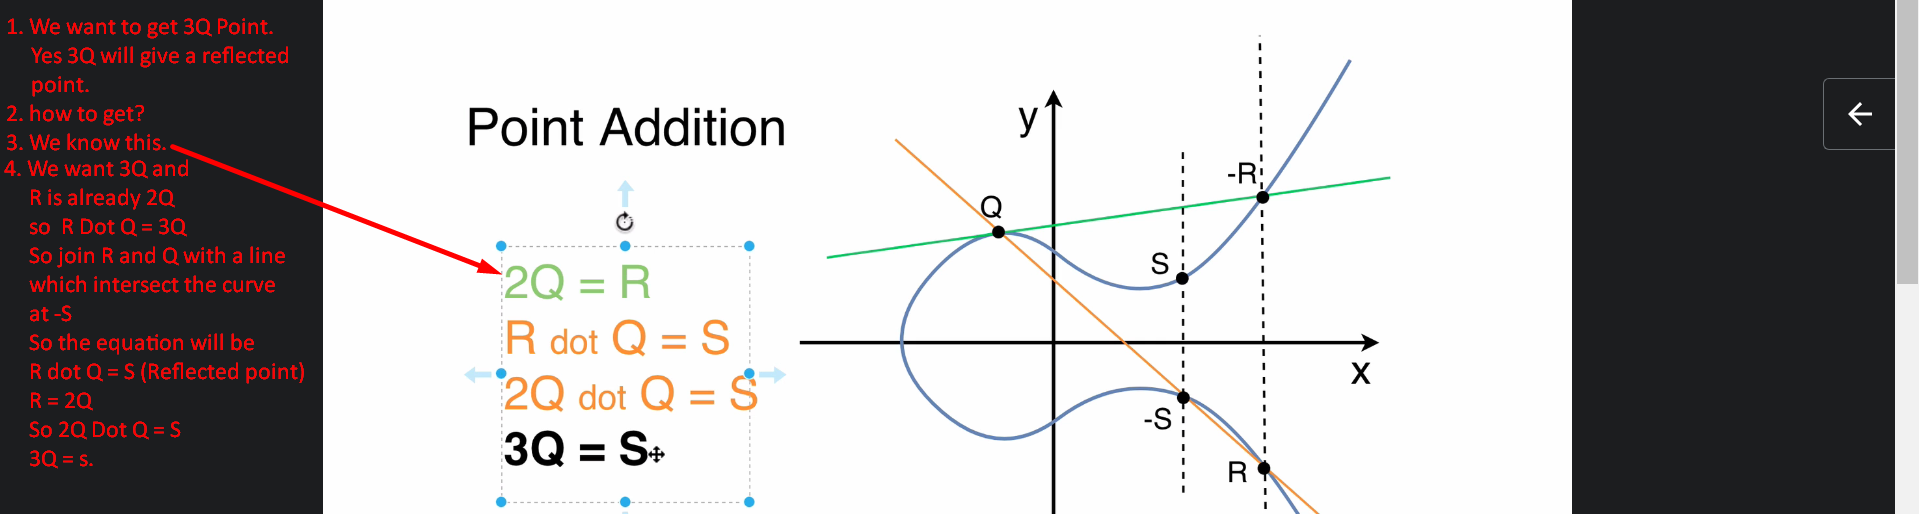 1. We want to get 3Q Point.
Yes 3Q will give a reflected
point.
2. how to get?
3. We know this.
4. We want 3Q and
R is already 2Q
so R Dot Q = 3Q
So join R and Q with a line
which intersect the curve
at -S
So the equation will be
R dot Q = S (Reflected point)
R = 2Q
So 2Q Dot Q = S
3Q = s.
Point Addition
2Q = R
R dot Q = S
2Q dot Q = S
3Q = S
y
-R
Q
S
x
-S
R